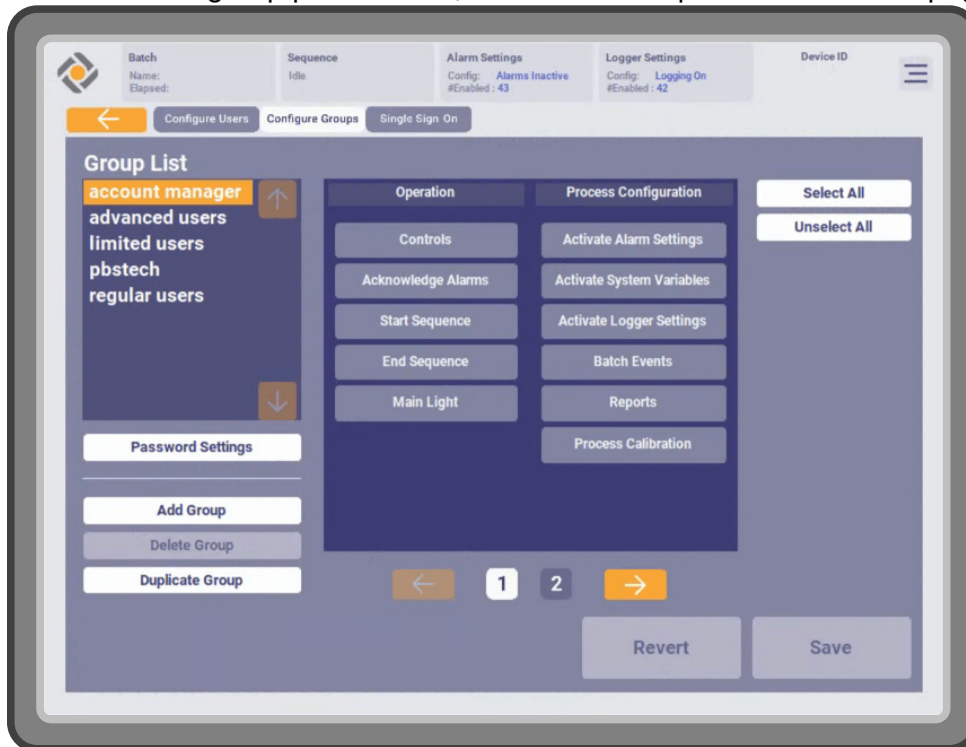 Batch
Name:
Elapsed:
Sequence
Idle
Alarm Settings
Config: Alarms Inactive
#Enabled : 43
Logger Settings
Config: Logging On
#Enabled : 42
Device ID
Configure Users Configure Groups Single Sign On
Group List
account manager
advanced users
limited users
pbstech
regular users
Password Settings
Add Group
Delete Group
Duplicate Group
Operation
Controls
Acknowledge Alarms
Start Sequence
End Sequence
Main Light
Process Configuration
Activate Alarm Settings
Activate System Variables
Activate Logger Settings
Batch Events
Reports
Process Calibration
Select All
Unselect All
1 2
Revert
Save